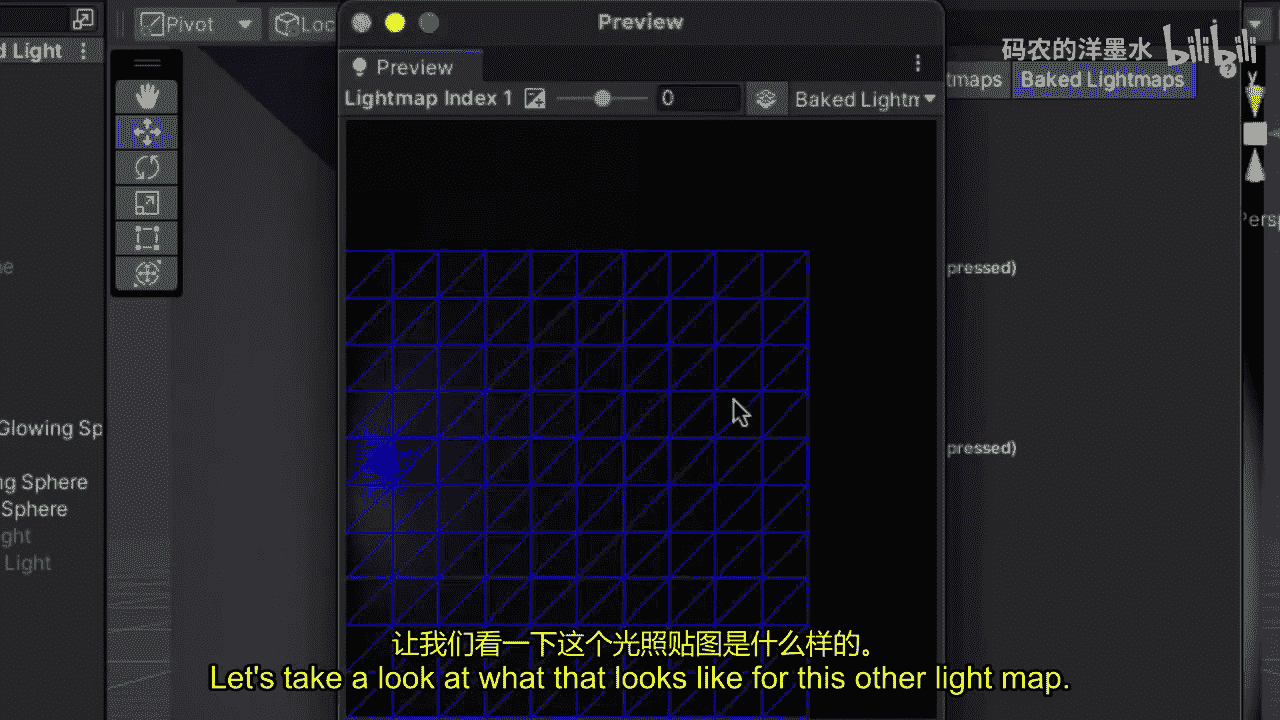 Pivot
Loc
Preview
码农的洋墨水 bilibili
d Light
Preview
tmaps
Baked Lightmaps
Lightmap Index 1
0
Baked Lightm
Persp
e
pressed)
Glowing Sp
pressed)
ng Sphere
Sphere
ght
Light
让我们看一下这个光照贴图是什么样的。
Let's take a look at what that looks like for this other light map.